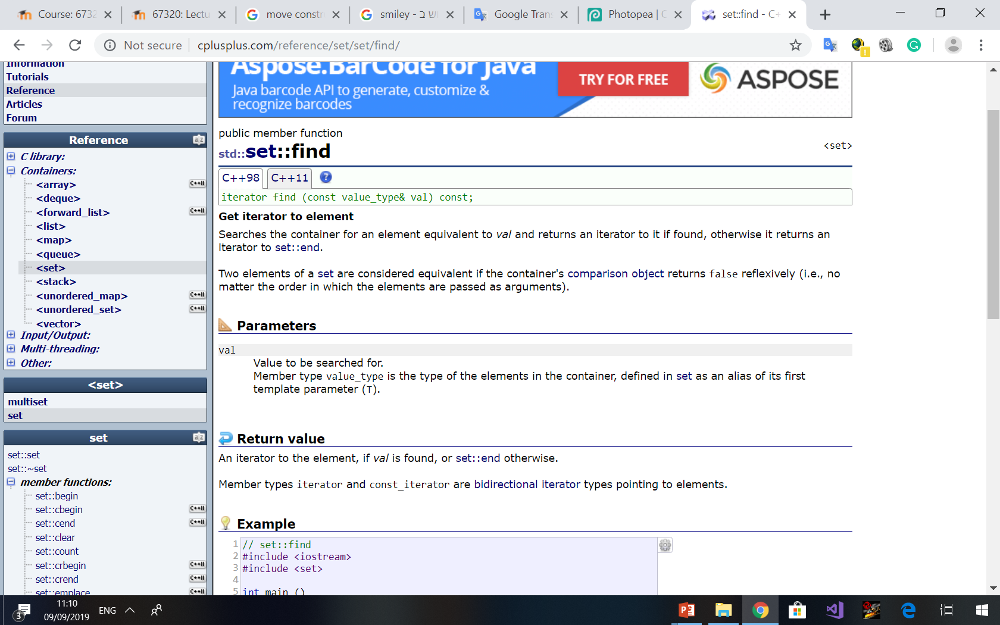 Course: 6732
67320: Lectu
move constr
smiley - חוש ב
Google Tran
Photopea | C
set::find - C+
Not secure
cplusplus.com/reference/set/set/find/
Information
Tutorials
Reference
Articles
Forum
Reference
C library:
Containers:
<array> C++11
<deque>
<forward_list> C++11
<list>
<map>
<queue>
<set>
<stack>
<unordered_map> C++11
<unordered_set> C++11
<vector>
Input/Output:
Multi-threading:
Other:
<set>
multiset
set
set
set::set
set::~set
member functions:
set::begin
set::cbegin C++11
set::cend C++11
set::clear
set::count
set::crbegin C++11
set::crend C++11
set::emplace C++11
Aspose.BarCode for Java
Java barcode API to generate, customize &
recognize barcodes
TRY FOR FREE
ASPOSE
public member function
std::set::find
<set>
C++98 C++11 ?
iterator find (const value_type& val) const;
Get iterator to element
Searches the container for an element equivalent to val and returns an iterator to it if found, otherwise it returns an
iterator to set::end.
Two elements of a set are considered equivalent if the container's comparison object returns false reflexively (i.e., no
matter the order in which the elements are passed as arguments).
Parameters
val
Value to be searched for.
Member type value_type is the type of the elements in the container, defined in set as an alias of its first
template parameter (T).
Return value
An iterator to the element, if val is found, or set::end otherwise.
Member types iterator and const_iterator are bidirectional iterator types pointing to elements.
Example
1 // set::find
2 #include <iostream>
3 #include <set>
4
5 int main ()
3
11:10
09/09/2019
ENG